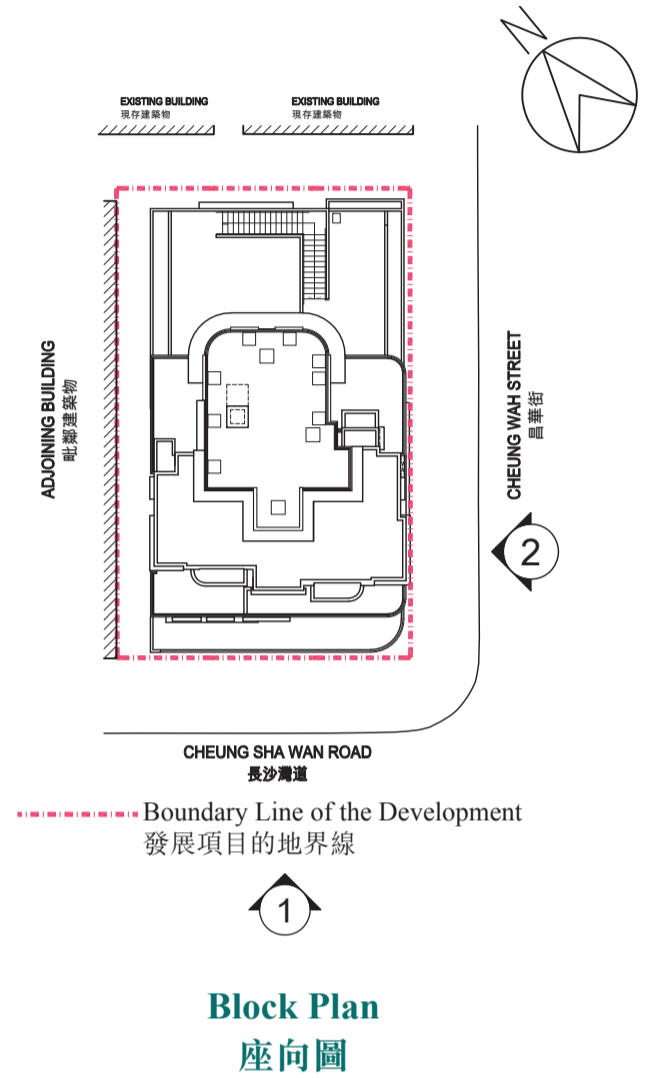 N
EXISTING BUILDING
現存建築物
EXISTING BUILDING
現存建築物
ADJOINING BUILDING
毗鄰建築物
CHEUNG WAH STREET
昌華街
2
CHEUNG SHA WAN ROAD
長沙灣道
Boundary Line of the Development
發展項目的地界線
1
Block Plan
座向圖